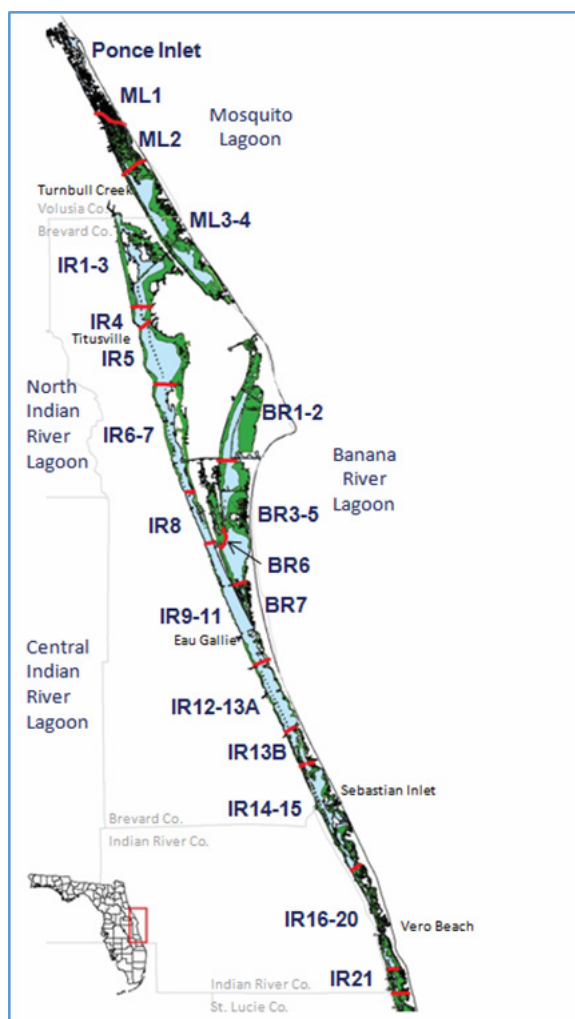 Ponce Inlet
ML1
Mosquito
Lagoon
ML2
Turnbull Creek
Volusia Co.
Brevard Co.
ML3-4
IR1-3
IR4
Titusville
IR5
North
Indian
River
Lagoon
BR1-2
IR6-7
Banana
River
Lagoon
BR3-5
IR8
BR6
BR7
IR9-11
Eau Gallie
Central
Indian
River
Lagoon
IR12-13A
IR13B
Sebastian Inlet
IR14-15
Brevard Co.
Indian River Co.
IR16-20
Vero Beach
IR21
Indian River Co.
St. Lucie Co.